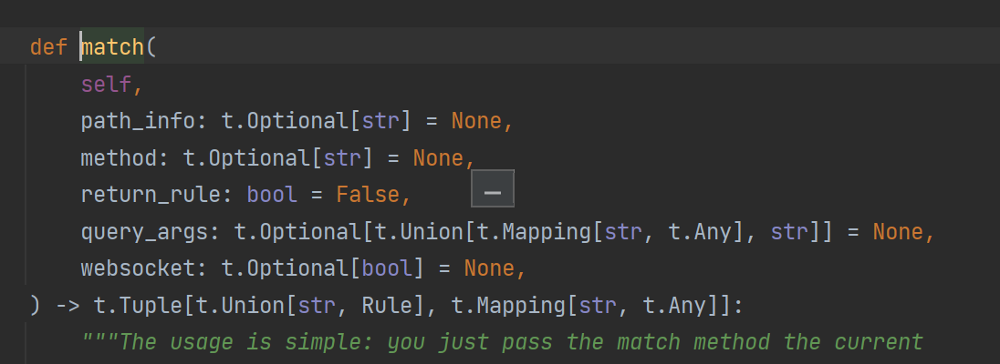 def match(
self,
path_info: t.Optional[str] = None,
method: t.Optional[str] = None,
return_rule: bool = False,
query_args: t.Optional[t.Union[t.Mapping[str, t.Any], str]] = None,
websocket: t.Optional[bool] = None,
) -> t.Tuple[t.Union[str, Rule], t.Mapping[str, t.Any]]:
"""The usage is simple: you just pass the match method the current